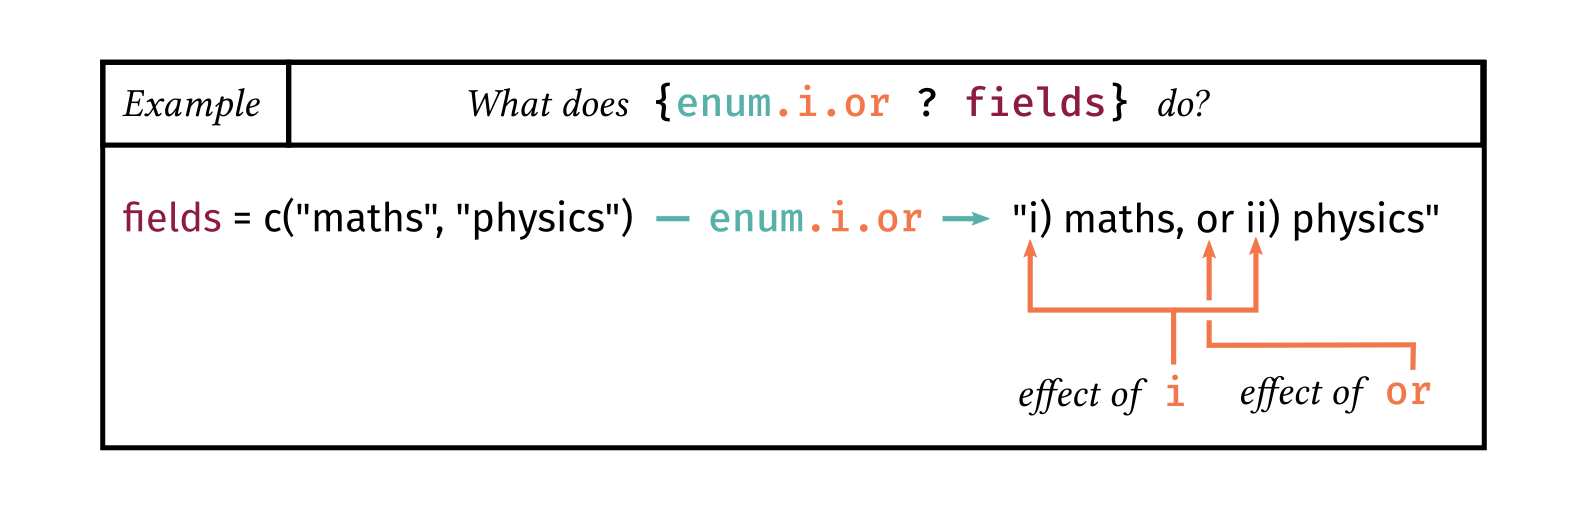 Example
What does {enum.i.or ? fields} do?
fields = c("maths", "physics") enum.i.or "i) maths, or ii) physics"
effect of i effect of or